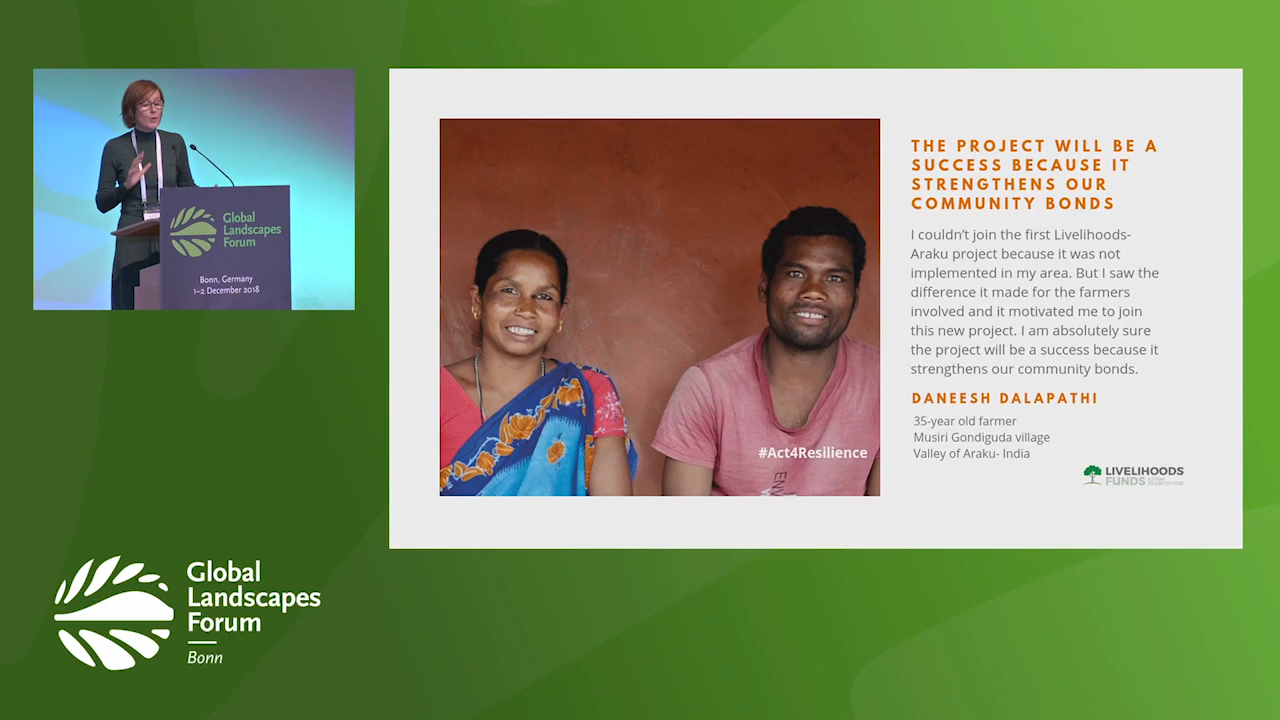 Global
Landscapes
Forum
Bonn, Germany
1–2 December 2018
THE PROJECT WILL BE A
SUCCESS BECAUSE IT
STRENGTHENS OUR
COMMUNITY BONDS
I couldn't join the first Livelihoods-
Araku project because it was not
implemented in my area. But I saw the
difference it made for the farmers
involved and it motivated me to join
this new project. I am absolutely sure
the project will be a success because it
strengthens our community bonds.
DANEESH DALAPATHI
35-year old farmer
Musiri Gondiguda village
Valley of Araku- India
#Act4Resilience
LIVELIHOODS
FUNDS
Global
Landscapes
Forum
Bonn